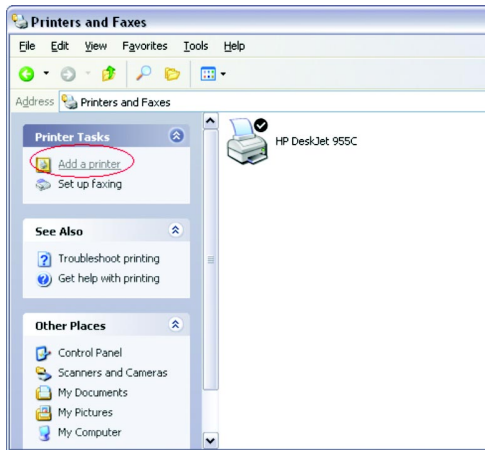 Printers and Faxes
File Edit View Favorites Tools Help
Address Printers and Faxes
Printer Tasks
Add a printer
Set up faxing
See Also
Troubleshoot printing
Get help with printing
Other Places
Control Panel
Scanners and Cameras
My Documents
My Pictures
My Computer
HP DeskJet 955C